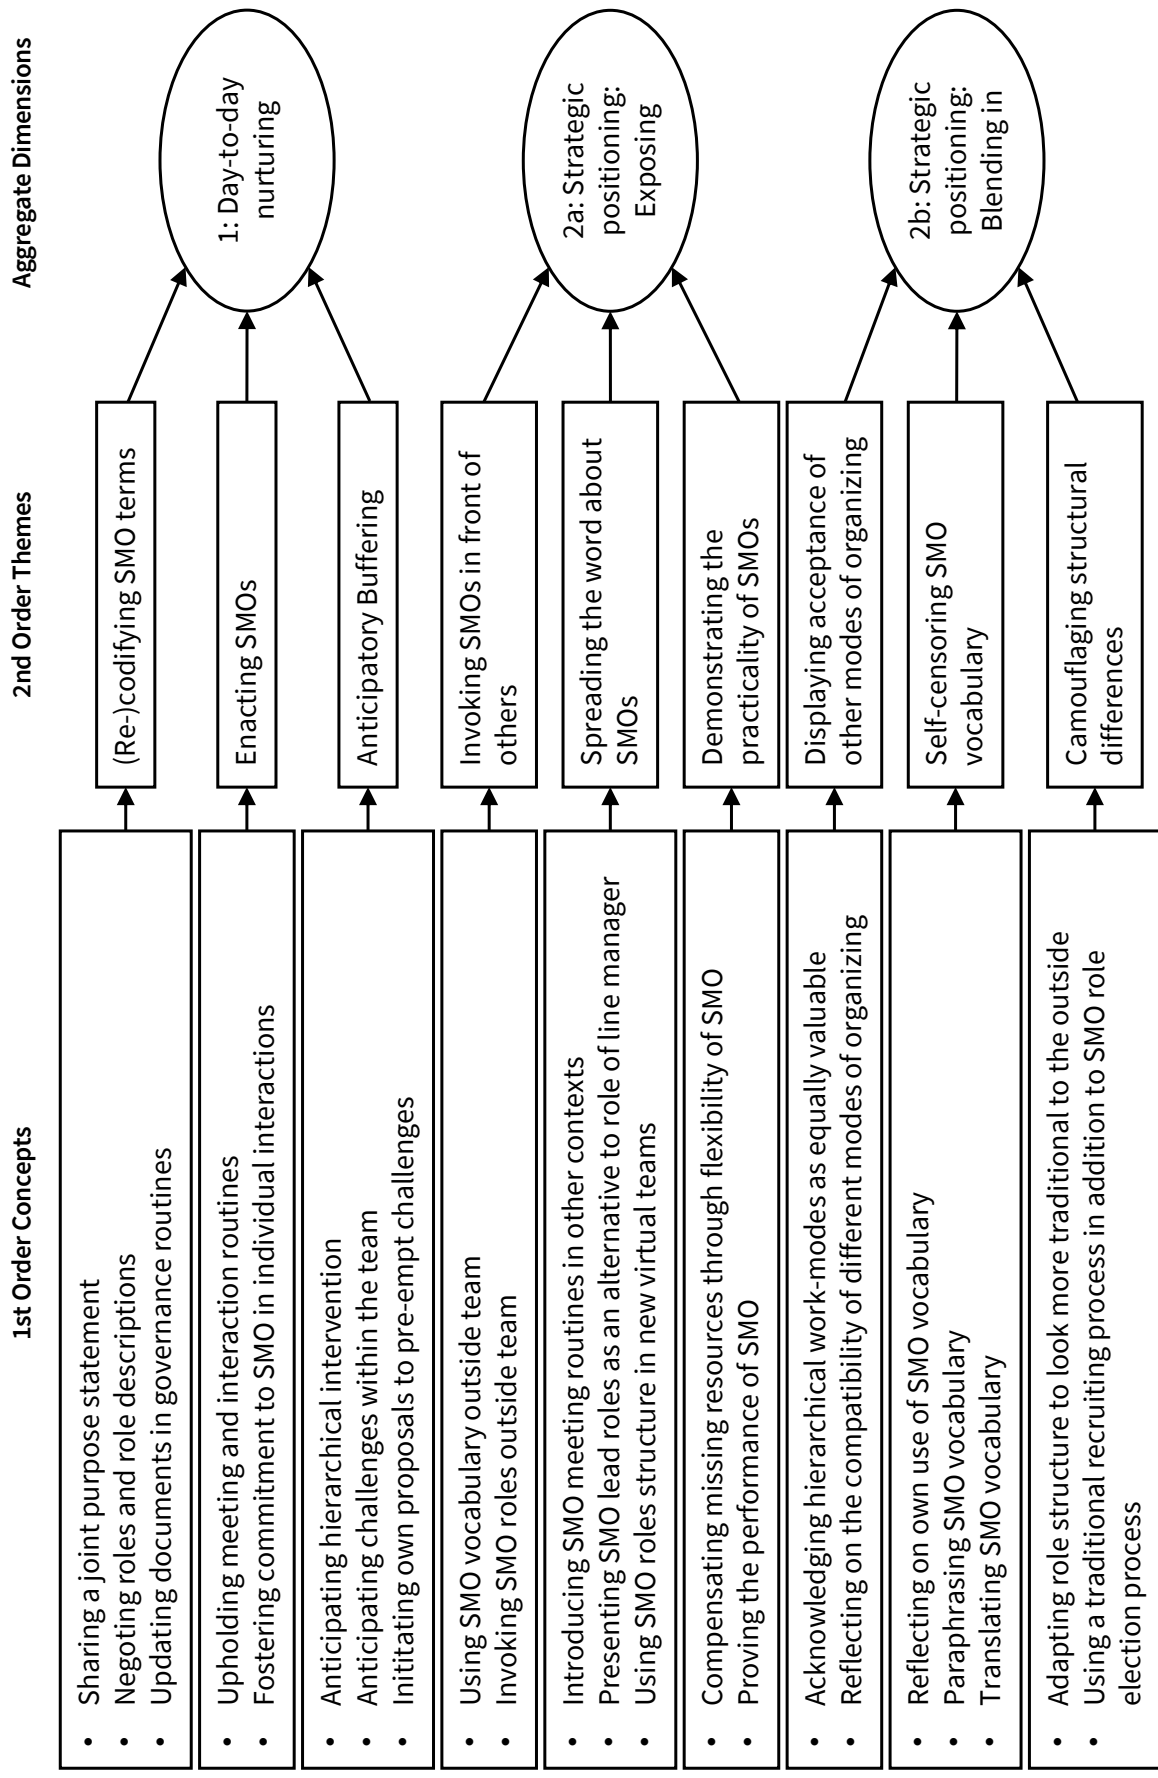 1st Order Concepts
2nd Order Themes
Aggregate Dimensions
• Sharing a joint purpose statement
• Negoting roles and role descriptions
• Updating documents in governance routines
(Re-)codifying SMO terms
• Upholding meeting and interaction routines
• Fostering commitment to SMO in individual interactions
Enacting SMOs
• Anticipating hierarchical intervention
• Anticipating challenges within the team
• Inititating own proposals to pre-empt challenges
Anticipatory Buffering
1: Day-to-day
nurturing
• Using SMO vocabulary outside team
• Invoking SMO roles outside team
Invoking SMOs in front of
others
• Introducing SMO meeting routines in other contexts
• Presenting SMO lead roles as an alternative to role of line manager
• Using SMO roles structure in new virtual teams
Spreading the word about
SMOs
• Compensating missing resources through flexibility of SMO
• Proving the performance of SMO
Demonstrating the
practicality of SMOs
2a: Strategic
positioning:
Exposing
• Acknowledging hierarchical work-modes as equally valuable
• Reflecting on the compatibility of different modes of organizing
Displaying acceptance of
other modes of organizing
• Reflecting on own use of SMO vocabulary
• Paraphrasing SMO vocabulary
• Translating SMO vocabulary
Self-censoring SMO
vocabulary
• Adapting role structure to look more traditional to the outside
• Using a traditional recruiting process in addition to SMO role
election process
Camouflaging structural
differences
2b: Strategic
positioning:
Blending in